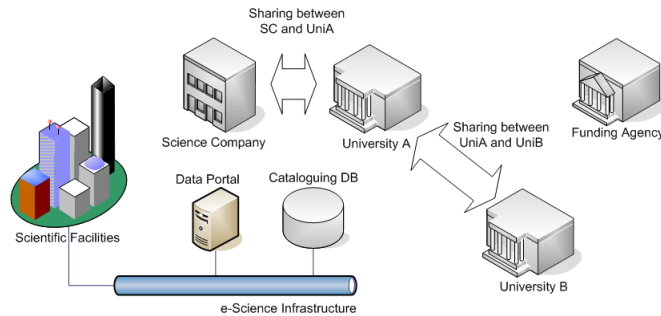 Sharing between
SC and UniA
Science Company
University A
Sharing between
UniA and UniB
Funding Agency
Data Portal
Cataloguing DB
Scientific Facilities
University B
e-Science Infrastructure